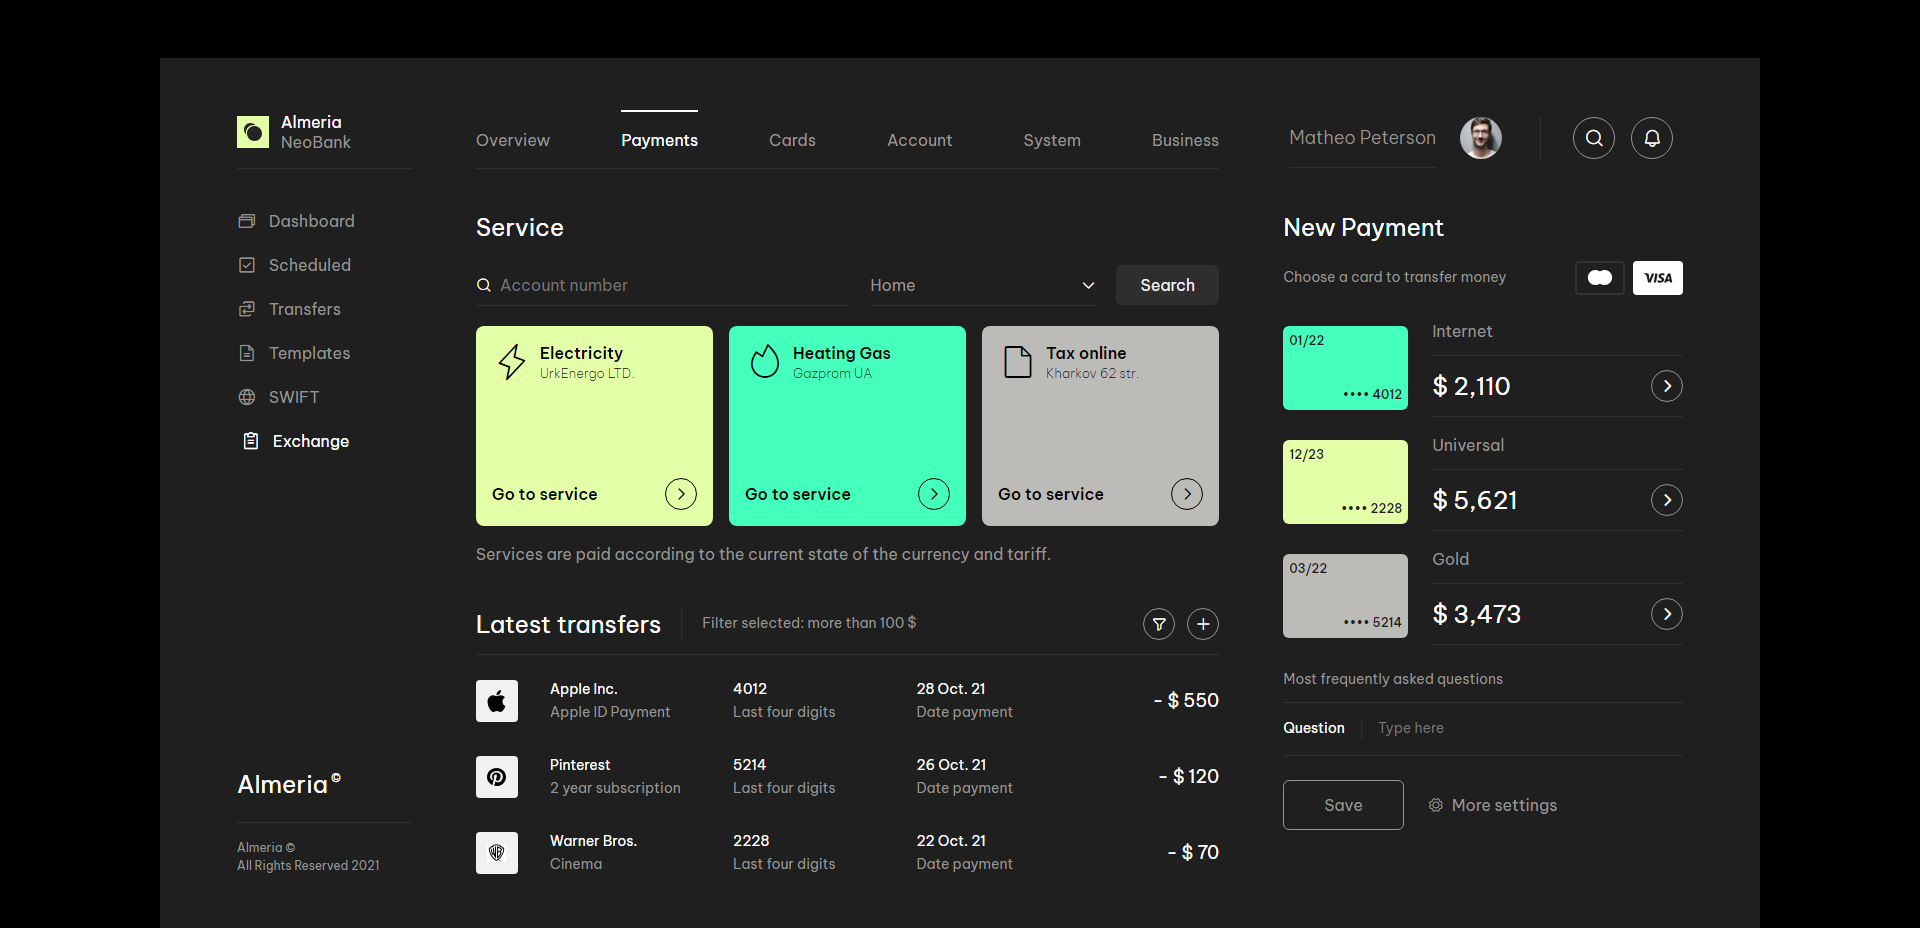 Almeria
NeoBank
Overview
Payments
Cards
Account
System
Business
Matheo Peterson
Dashboard
Scheduled
Transfers
Templates
SWIFT
Exchange
Almeria ©
Almeria ©
All Rights Reserved 2021
Service
Account number
Home
Search
Electricity
UrkEnergo LTD.
Go to service
Heating Gas
Gazprom UA
Go to service
Tax online
Kharkov 62 str.
Go to service
Services are paid according to the current state of the currency and tariff.
Latest transfers
Filter selected: more than 100 $
Apple Inc.
Apple ID Payment
4012
Last four digits
28 Oct. 21
Date payment
- $ 550
Pinterest
2 year subscription
5214
Last four digits
26 Oct. 21
Date payment
- $ 120
Warner Bros.
Cinema
2228
Last four digits
22 Oct. 21
Date payment
- $ 70
New Payment
Choose a card to transfer money
VISA
01/22
•••• 4012
Internet
$ 2,110
12/23
•••• 2228
Universal
$ 5,621
03/22
•••• 5214
Gold
$ 3,473
Most frequently asked questions
Question
Type here
Save
More settings